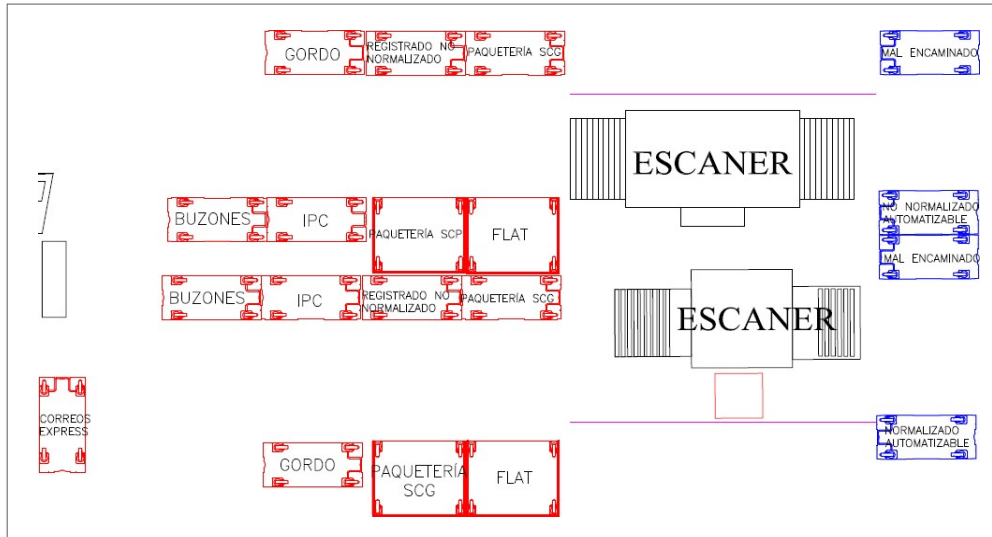 GORDO
REGISTRADO NO
NORMALIZADO
PAQUETERÍA SCG
MAL ENCAMINADO
ESCANER
BUZONES
IPC
PAQUETERÍA SCP
FLAT
NO NORMALIZADO
AUTOMATIZABLE
MAL ENCAMINADO
BUZONES
IPC
REGISTRADO NO
NORMALIZADO
PAQUETERÍA SCG
ESCANER
CORREOS
EXPRESS
GORDO
PAQUETERÍA
SCG
FLAT
NORMALIZADO
AUTOMATIZABLE